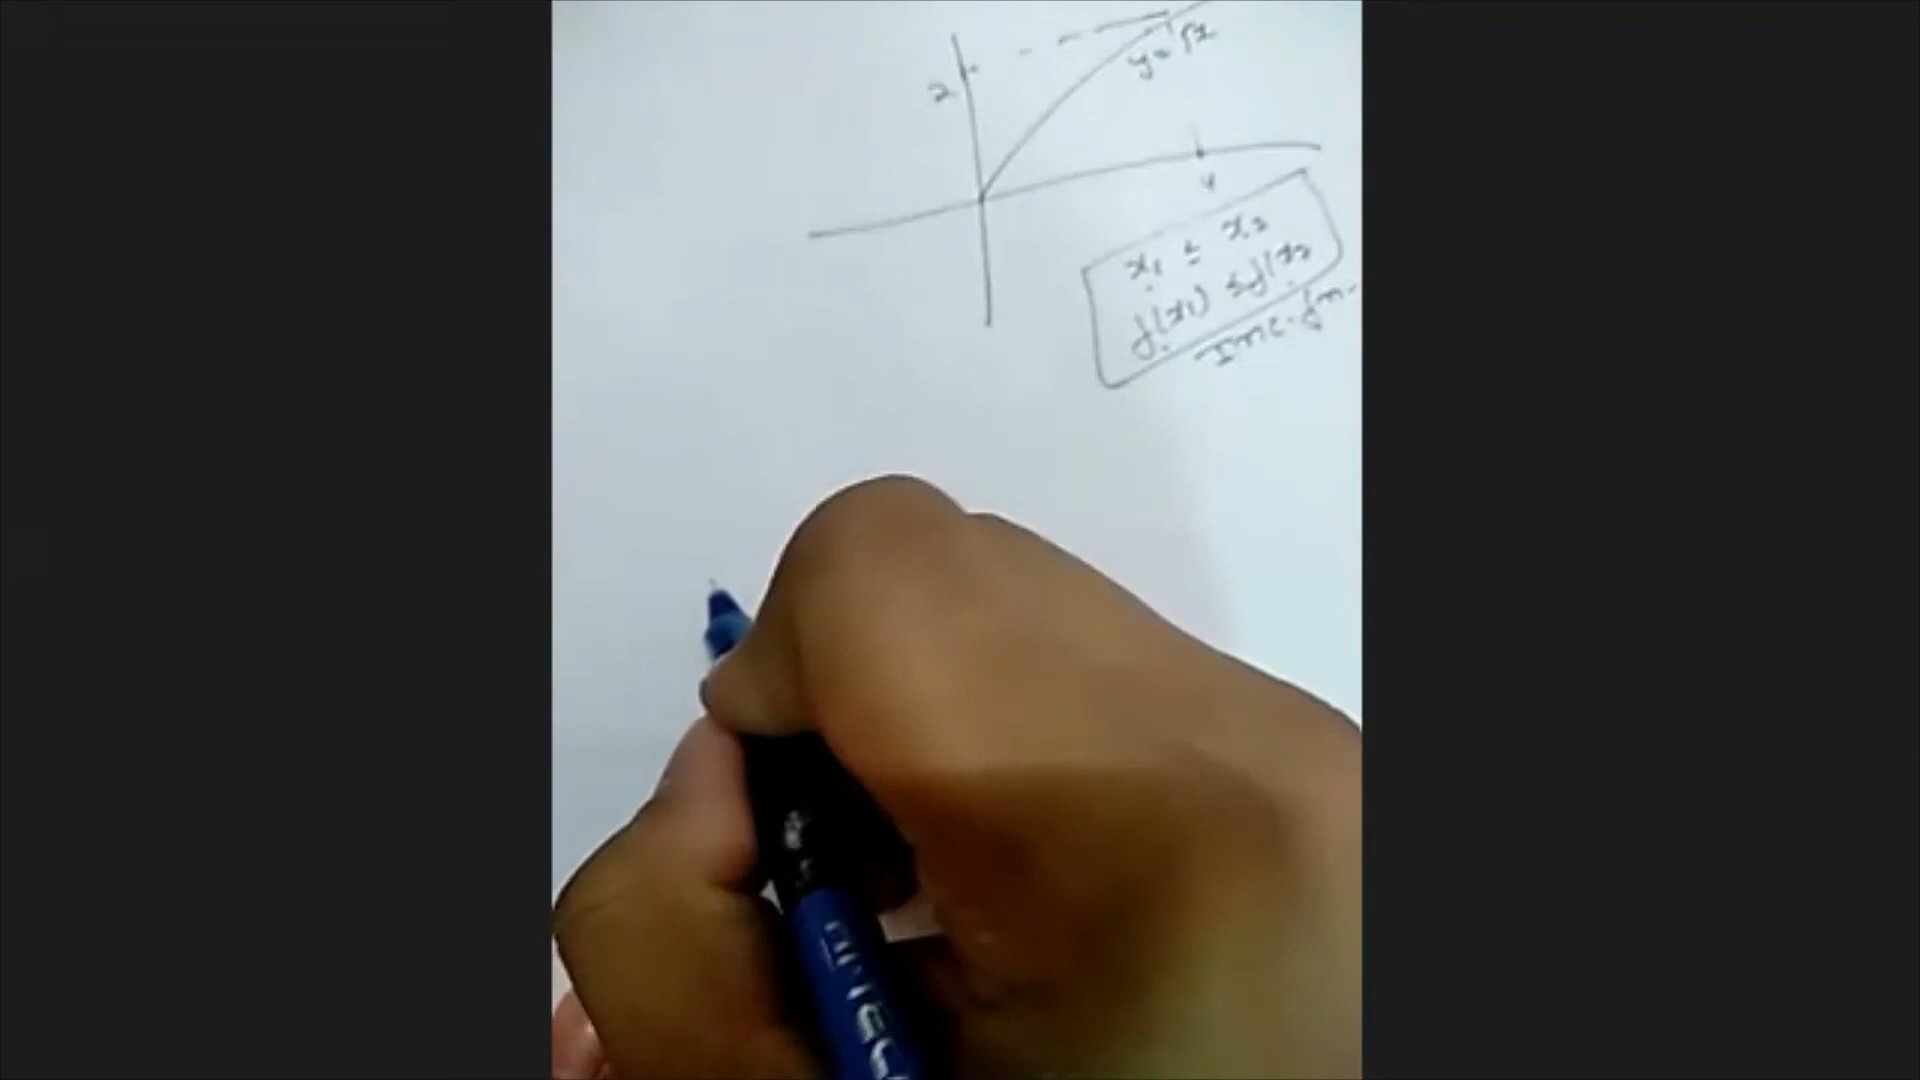 y = √x
2
4
x₁ ≤ x₂
f(x₁) ≤ f(x₂
Inc. fn.